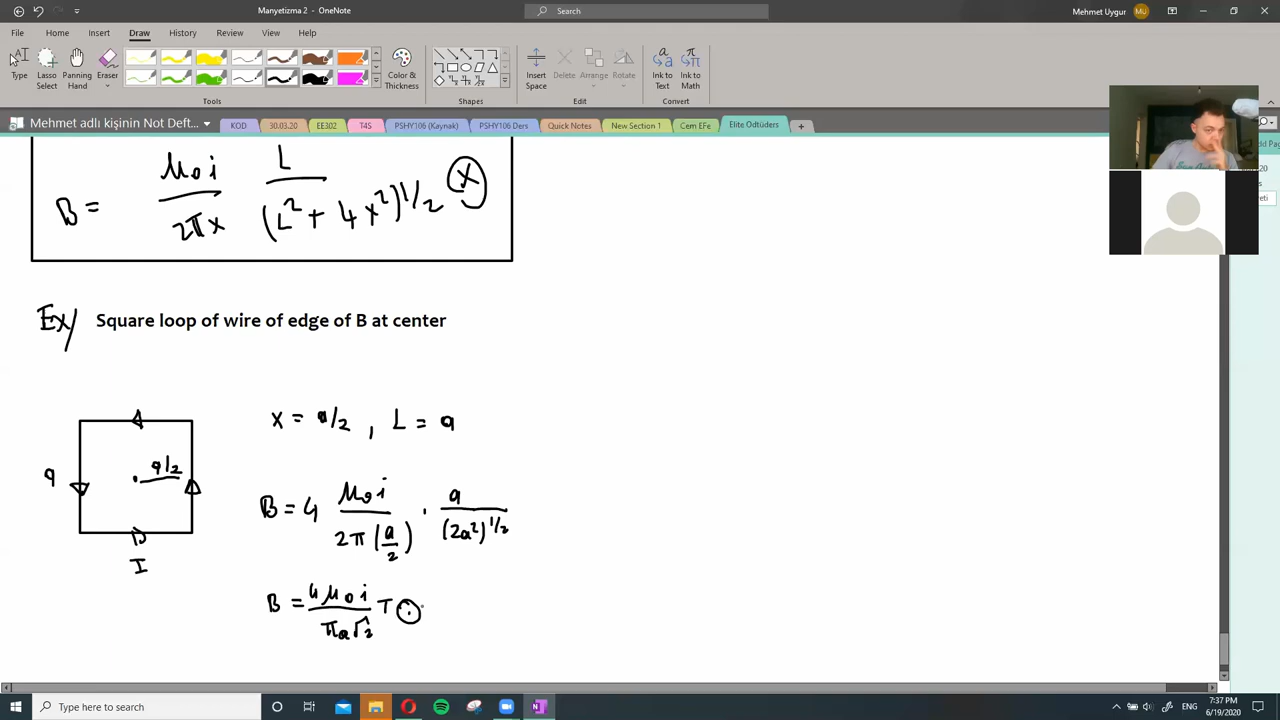 Manyetizma 2 - OneNote
Search
Mehmet Uygur
MU
File Home Insert Draw History Review View Help
Type
Lasso Select
Panning Hand
Eraser
Color & Thickness
Insert Space
Delete
Arrange
Rotate
Ink to Text
Ink to Math
Tools
Shapes
Convert
Mehmet adlı kişinin Not Deft...
KOD
30.03.20
EE302
T4S
PSHY106 (Kaynak)
PSHY106 Ders
Quick Notes
New Section 1
Cem EFe
Elite Odtüders
dd Page
B = μ₀i / 2πx L / (L² + 4x²)^1/2 ⓧ
Ex/ Square loop of wire of edge of B at center
x = a/2 , L = a
a
a/2
I
B = 4 μ₀i / 2π(a/2) · a / (2a²)^1/2
B = 4μ₀i / πa√2 T ⊙
Type here to search
7:37 PM
6/19/2020